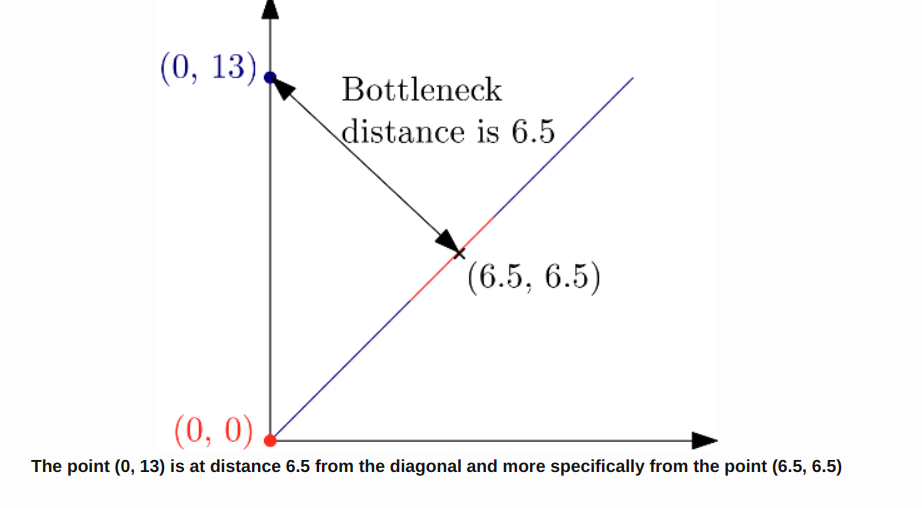 (0, 13)
Bottleneck
distance is 6.5
(6.5, 6.5)
(0, 0)
The point (0, 13) is at distance 6.5 from the diagonal and more specifically from the point (6.5, 6.5)